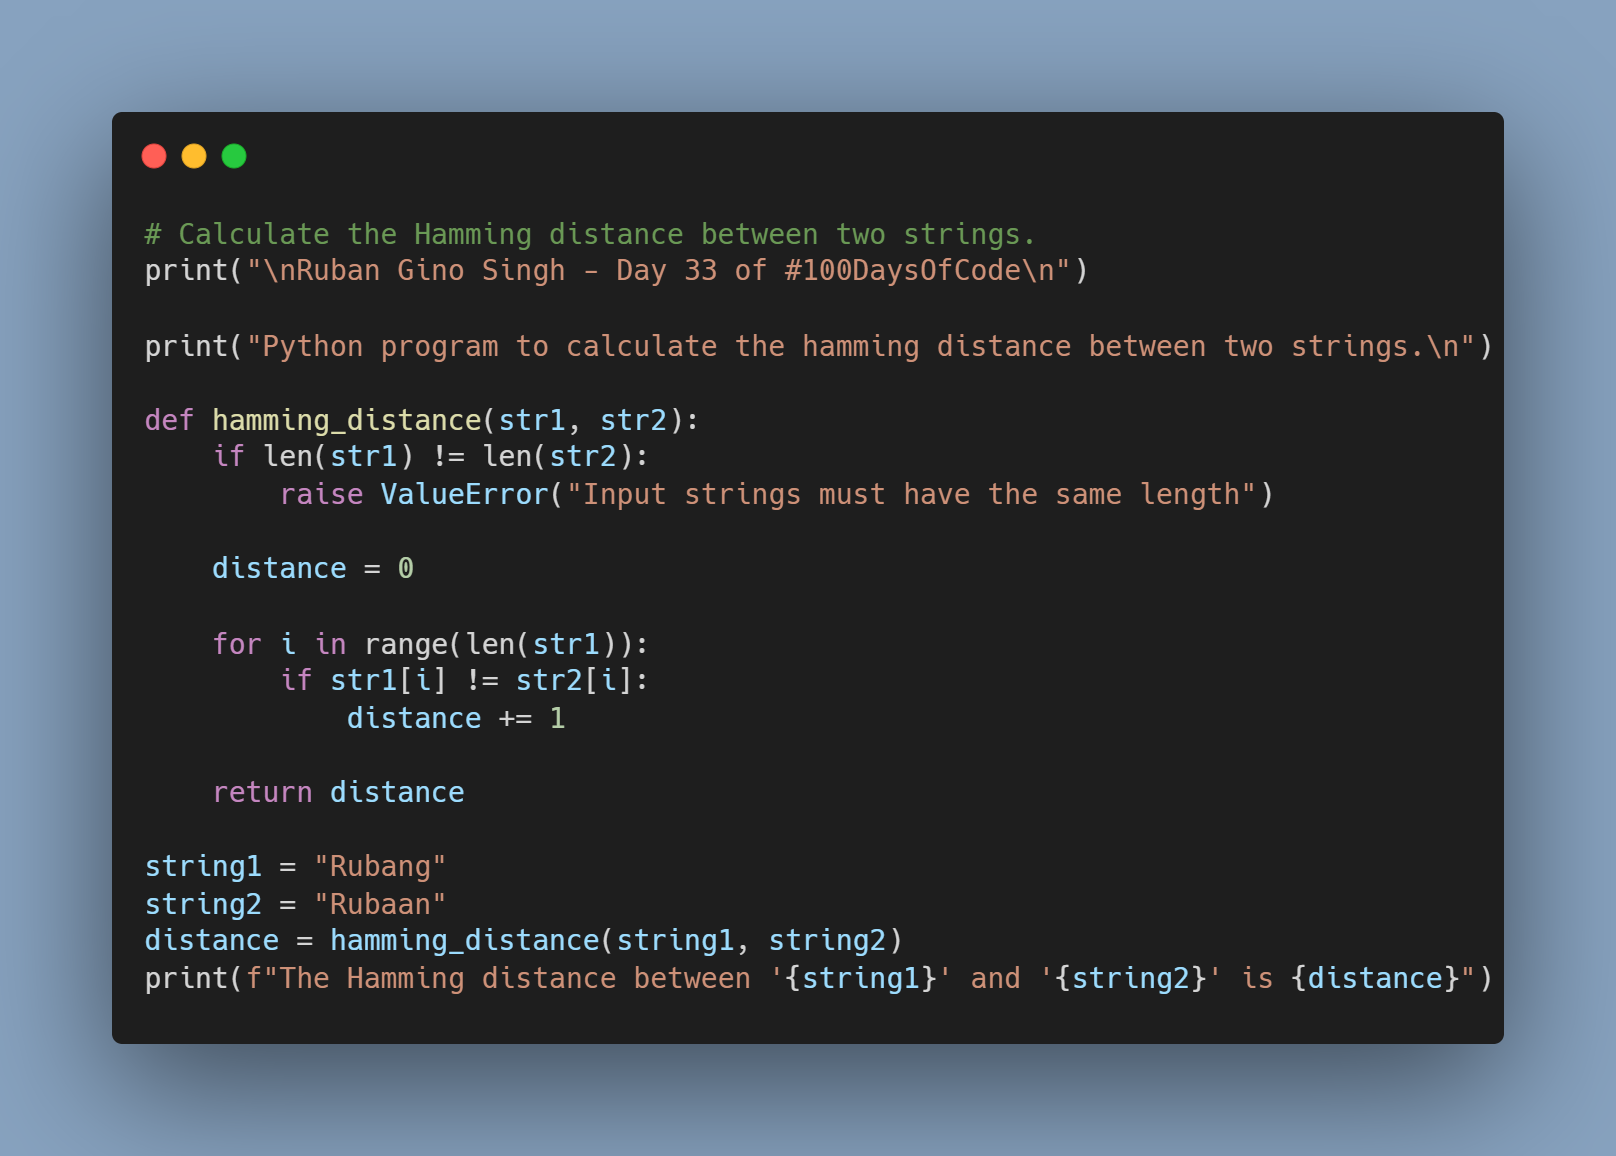 # Calculate the Hamming distance between two strings.
print("\nRuban Gino Singh - Day 33 of #100DaysOfCode\n")
print("Python program to calculate the hamming distance between two strings.\n")
def hamming_distance(str1, str2):
    if len(str1) != len(str2):
        raise ValueError("Input strings must have the same length")
    distance = 0
    for i in range(len(str1)):
        if str1[i] != str2[i]:
            distance += 1
    return distance
string1 = "Rubang"
string2 = "Rubaan"
distance = hamming_distance(string1, string2)
print(f"The Hamming distance between '{string1}' and '{string2}' is {distance}")